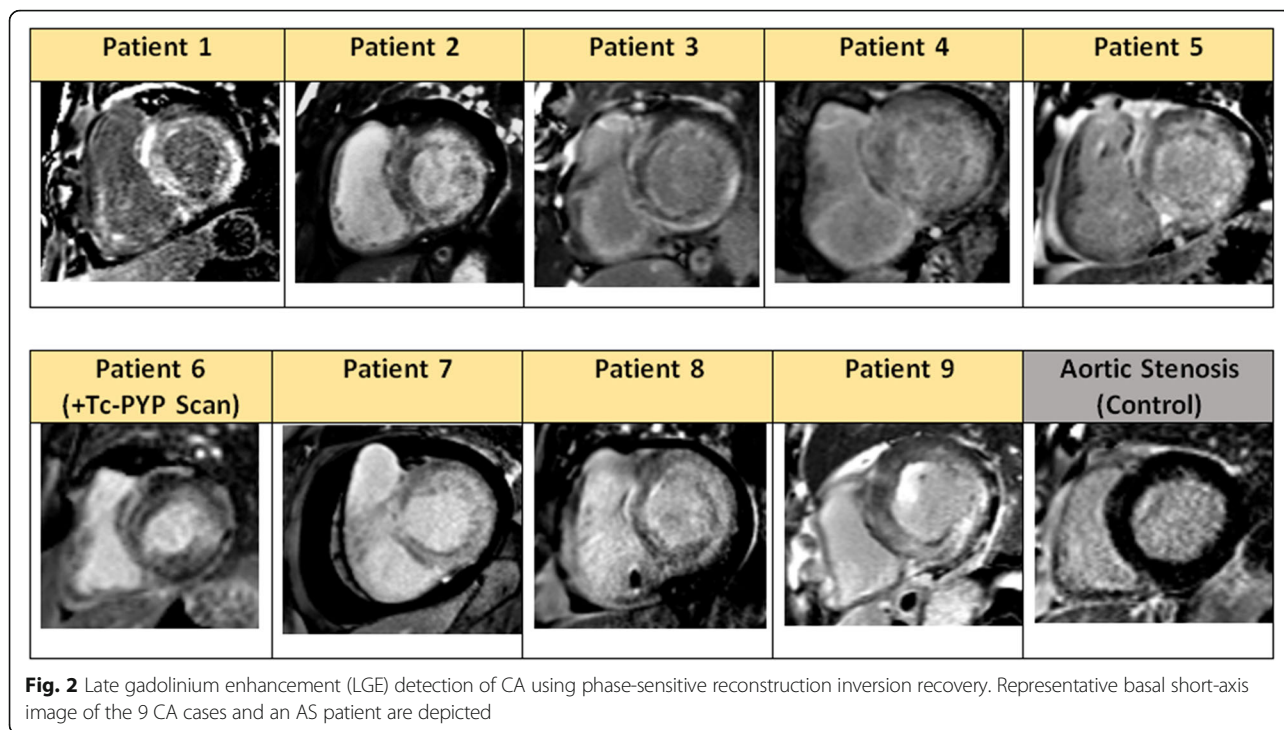 Patient 1
Patient 2
Patient 3
Patient 4
Patient 5
Patient 6
(+Tc-PYP Scan)
Patient 7
Patient 8
Patient 9
Aortic Stenosis
(Control)
Fig. 2 Late gadolinium enhancement (LGE) detection of CA using phase-sensitive reconstruction inversion recovery. Representative basal short-axis
image of the 9 CA cases and an AS patient are depicted